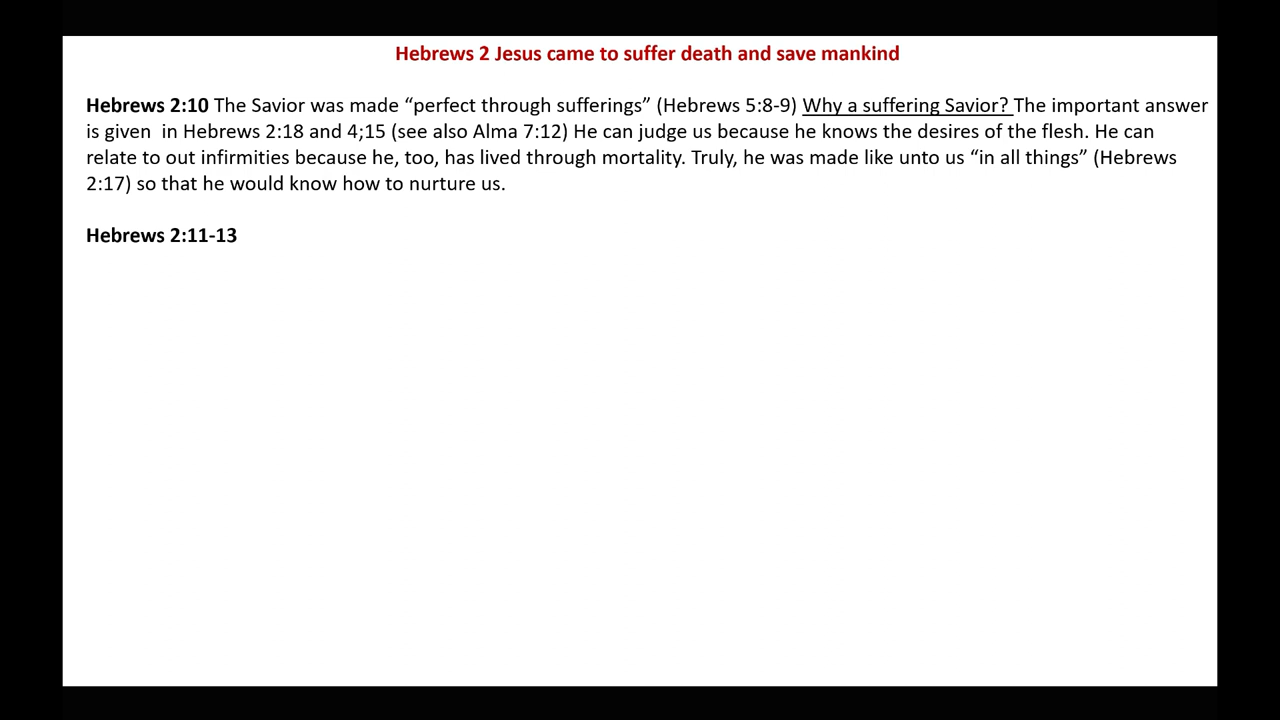 Hebrews 2 Jesus came to suffer death and save mankind
Hebrews 2:10 The Savior was made “perfect through sufferings” (Hebrews 5:8-9) Why a suffering Savior? The important answer
is given  in Hebrews 2:18 and 4;15 (see also Alma 7:12) He can judge us because he knows the desires of the flesh. He can
relate to out infirmities because he, too, has lived through mortality. Truly, he was made like unto us “in all things” (Hebrews
2:17) so that he would know how to nurture us.
Hebrews 2:11-13